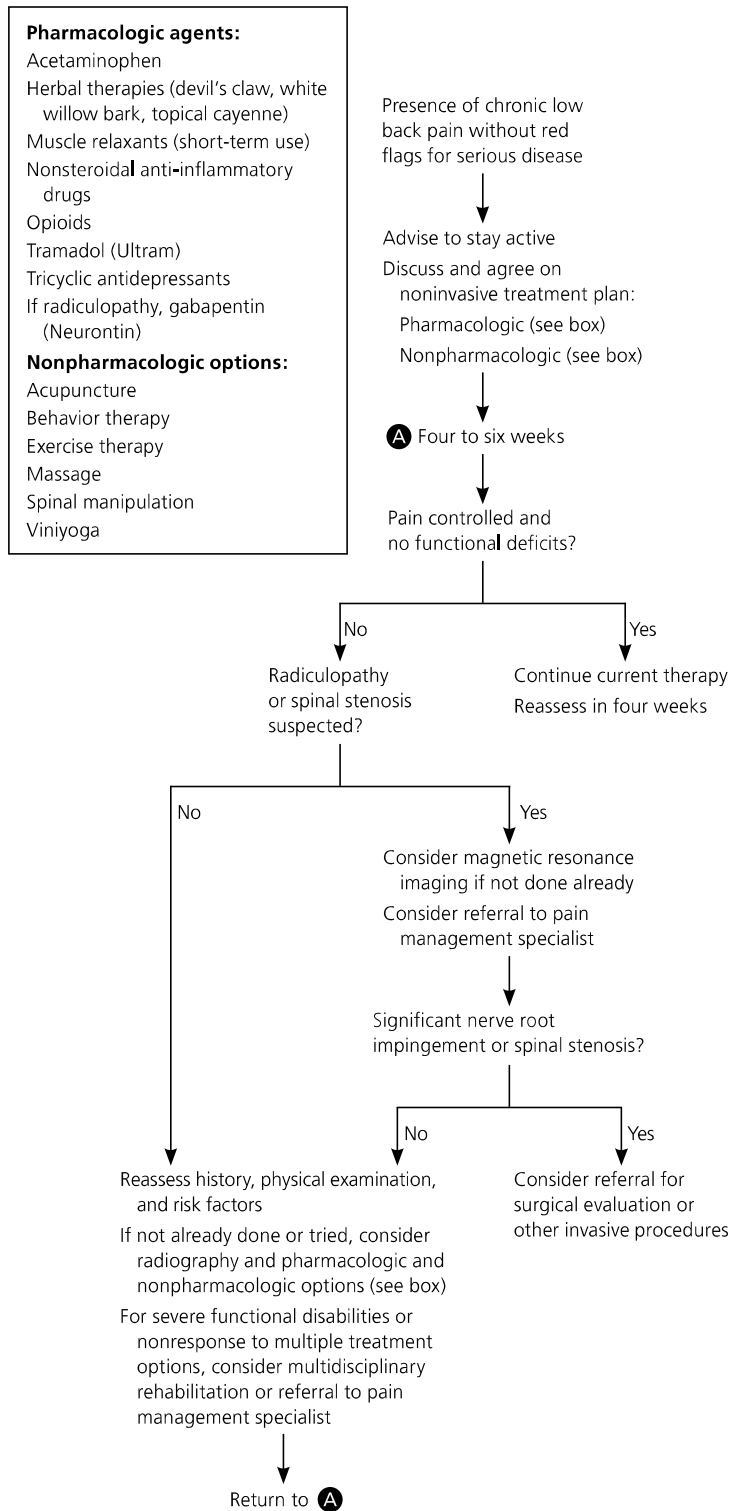 Pharmacologic agents:
Acetaminophen
Herbal therapies (devil's claw, white
willow bark, topical cayenne)
Muscle relaxants (short-term use)
Nonsteroidal anti-inflammatory
drugs
Opioids
Tramadol (Ultram)
Tricyclic antidepressants
If radiculopathy, gabapentin
(Neurontin)
Nonpharmacologic options:
Acupuncture
Behavior therapy
Exercise therapy
Massage
Spinal manipulation
Viniyoga
Presence of chronic low
back pain without red
flags for serious disease
Advise to stay active
Discuss and agree on
noninvasive treatment plan:
Pharmacologic (see box)
Nonpharmacologic (see box)
A Four to six weeks
Pain controlled and
no functional deficits?
No
Yes
Radiculopathy
or spinal stenosis
suspected?
Continue current therapy
Reassess in four weeks
No
Yes
Consider magnetic resonance
imaging if not done already
Consider referral to pain
management specialist
Significant nerve root
impingement or spinal stenosis?
No
Yes
Reassess history, physical examination,
and risk factors
If not already done or tried, consider
radiography and pharmacologic and
nonpharmacologic options (see box)
For severe functional disabilities or
nonresponse to multiple treatment
options, consider multidisciplinary
rehabilitation or referral to pain
management specialist
Consider referral for
surgical evaluation or
other invasive procedures
Return to A